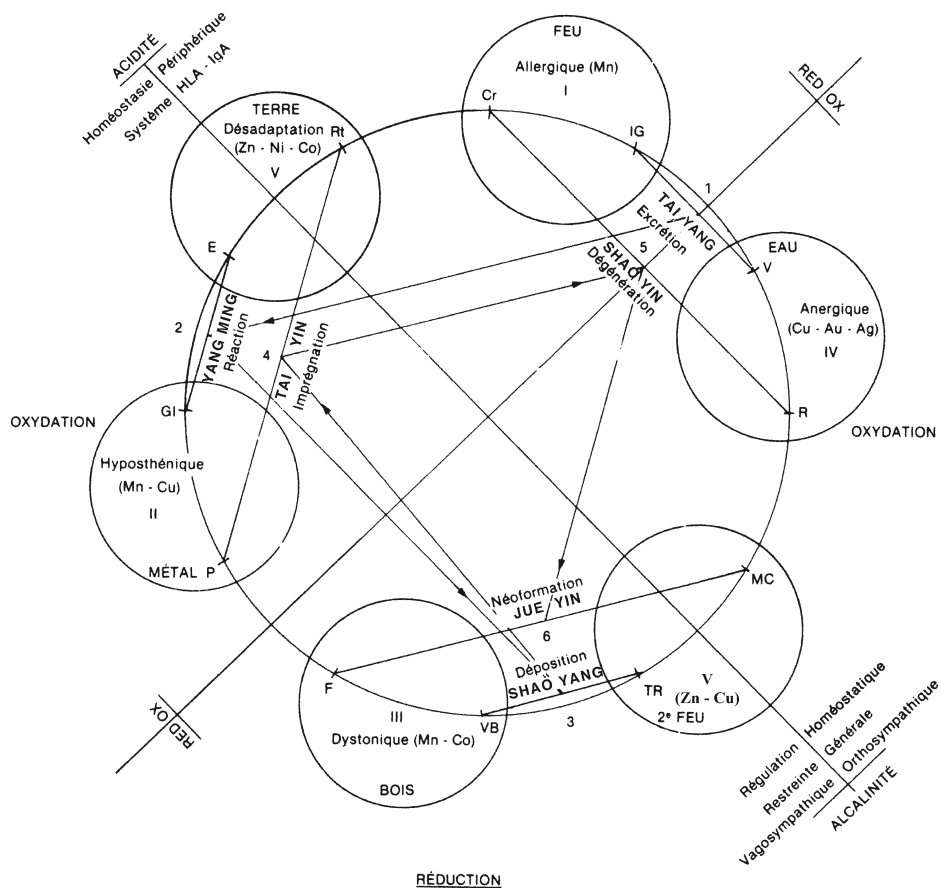 FEU
Allergique (Mn)
I
Cr
IG
ACIDITÉ
Homéostasie Périphérique
Système HLA - IgA
RED OX
TERRE
Désadaptation
(Zn - Ni - Co)
V
Rt
E
1
TAI YANG
Excrétion
5
SHAO YIN
Dégénération
EAU
V
Anergique
(Cu - Au - Ag)
IV
R
OXYDATION
2
YANG MING
Réaction
4
TAI YIN
Imprégnation
OXYDATION
GI
Hyposthénique
(Mn - Cu)
II
MÉTAL P
Néoformation
JUE YIN
6
Déposition
SHAO YANG
3
MC
TR
V
(Zn - Cu)
2e FEU
F
VB
III
Dystonique (Mn - Co)
BOIS
RED OX
Régulation Homéostatique
Restreinte Générale
Vagosympathique Orthosympathique
ALCALINITÉ
RÉDUCTION